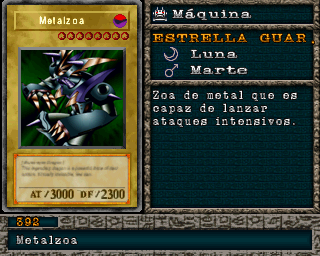 Metalzoa
AT/3000 DF/2300
Máquina
ESTRELLA GUAR.
Luna
Marte
Zoa de metal que es
capaz de lanzar
ataques intensivos.
392
Metalzoa